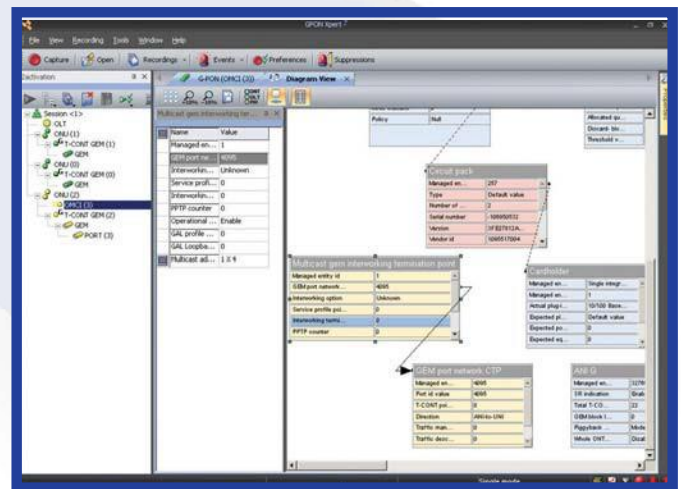 GPON Xpert
File View Recording Tools Window Help
Capture Open Recordings Events Preferences Suppressions
G-PON (OMCI (3)) Diagram View
Session <1>
OLT
ONU (1)
T-CONT GEM (1)
GEM
ONU (0)
T-CONT GEM (0)
GEM
ONU (2)
OMCI (3)
T-CONT GEM (2)
GEM
PORT (3)
Multicast gem interworking ter...
Name Value
Managed en... 1
GEM port ne... 4095
Interworkin... Unknown
Service profi... 0
Interworkin... 0
PPTP counter 0
Operational ... Enable
GAL profile ... 0
GAL Loopba... 0
Multicast ad... 1 X 4
Policy Null
Allocated qu...
Discard- blo...
Threshold v...
Circuit pack
Managed en... 257
Type Default value
Number of ... 2
Serial number
Version
Vendor id
Multicast gem interworking termination point
Managed entity id 1
GEM port network... 4095
Interworking option Unknown
Service profile poi... 0
Interworking termi... 0
PPTP counter 0
Cardholder
Managed en... Single integr...
Managed en... 1
Actual plug-i... 10/100 Base...
Expected pl... Default value
Expected po... 0
Expected eq... 0
GEM port network CTP
Managed en... 4095
Port id value 4095
T-CONT poi... 0
Direction ANI-to-UNI
Traffic man... 0
Traffic desc... 0
ANI-G
Managed en...
SR indication
Total T-CO... 22
GEM block l... 0
Piggyback ...
Whole ONT...
Single mode
Properties